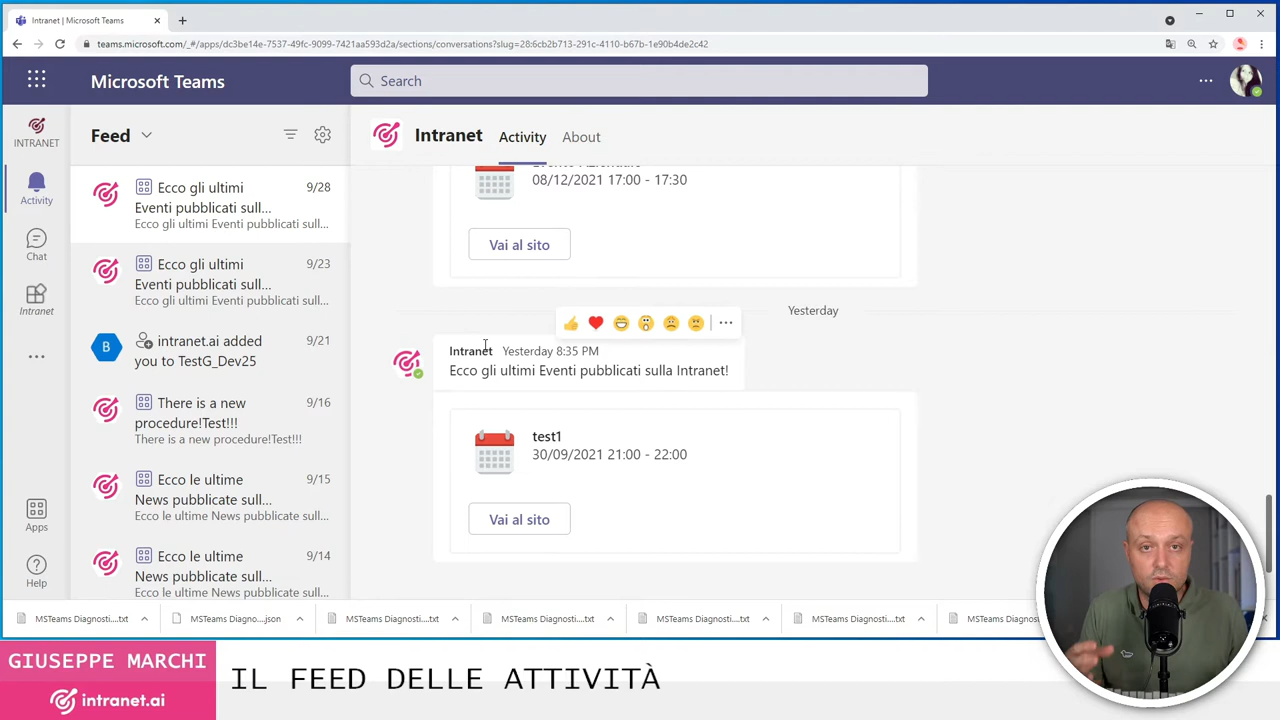 Intranet | Microsoft Teams
teams.microsoft.com/_#/apps/dc3be14e-7537-49fc-9099-7421aa593d2a/sections/conversations?slug=28:6cb2b713-291c-4110-b67b-1e90b4de2c42
Microsoft Teams
Search
INTRANET
Activity
Chat
Intranet
Apps
Help
Feed
Ecco gli ultimi 9/28
Eventi pubblicati sull...
Ecco gli ultimi Eventi pubblicati sull...
Ecco gli ultimi 9/23
Eventi pubblicati sull...
Ecco gli ultimi Eventi pubblicati sull...
B
intranet.ai added 9/21
you to TestG_Dev25
There is a new 9/16
procedure!Test!!!
There is a new procedure!Test!!!
Ecco le ultime 9/15
News pubblicate sull...
Ecco le ultime News pubblicate sull...
Ecco le ultime 9/14
News pubblicate sull...
Ecco le ultime News pubblicate sull...
Intranet Activity About
08/12/2021 17:00 - 17:30
Vai al sito
Yesterday
Intranet Yesterday 8:35 PM
Ecco gli ultimi Eventi pubblicati sulla Intranet!
test1
30/09/2021 21:00 - 22:00
Vai al sito
MSTeams Diagnosti....txt
MSTeams Diagno....json
MSTeams Diagnosti....txt
MSTeams Diagnosti....txt
MSTeams Diagnosti....txt
MSTeams Diagnosti....txt
MSTeams Diagnos
GIUSEPPE MARCHI
intranet.ai
IL FEED DELLE ATTIVITÀ